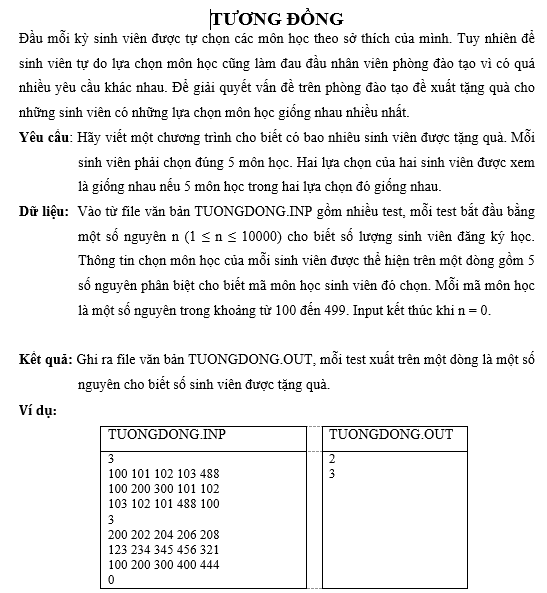 TƯƠNG ĐỒNG
Đầu mỗi kỳ sinh viên được tự chọn các môn học theo sở thích của mình. Tuy nhiên để
sinh viên tự do lựa chọn môn học cũng làm đau đầu nhân viên phòng đào tạo vì có quá
nhiều yêu cầu khác nhau. Để giải quyết vấn đề trên phòng đào tạo đề xuất tặng quà cho
những sinh viên có những lựa chọn môn học giống nhau nhiều nhất.
Yêu cầu: Hãy viết một chương trình cho biết có bao nhiêu sinh viên được tặng quà. Mỗi
sinh viên phải chọn đúng 5 môn học. Hai lựa chọn của hai sinh viên được xem
là giống nhau nếu 5 môn học trong hai lựa chọn đó giống nhau.
Dữ liệu: Vào từ file văn bản TUONGDONG.INP gồm nhiều test, mỗi test bắt đầu bằng
một số nguyên n (1 ≤ n ≤ 10000) cho biết số lượng sinh viên đăng ký học.
Thông tin chọn môn học của mỗi sinh viên được thể hiện trên một dòng gồm 5
số nguyên phân biệt cho biết mã môn học sinh viên đó chọn. Mỗi mã môn học
là một số nguyên trong khoảng từ 100 đến 499. Input kết thúc khi n = 0.
Kết quả: Ghi ra file văn bản TUONGDONG.OUT, mỗi test xuất trên một dòng là một số
nguyên cho biết số sinh viên được tặng quà.
Ví dụ:
TUONGDONG.INP
3
100 101 102 103 488
100 200 300 101 102
103 102 101 488 100
3
200 202 204 206 208
123 234 345 456 321
100 200 300 400 444
0
TUONGDONG.OUT
2
3